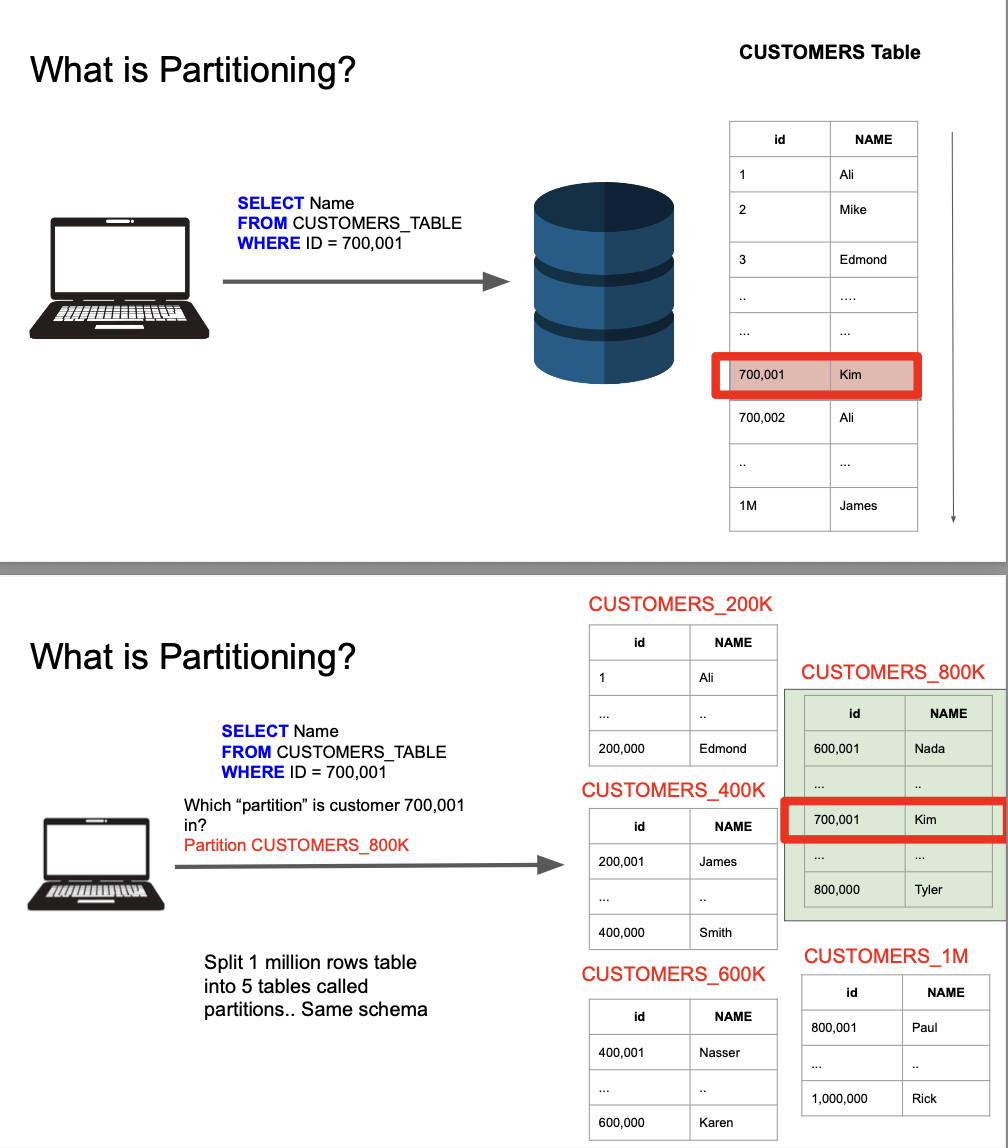 What is Partitioning?
CUSTOMERS Table
SELECT Name
FROM CUSTOMERS_TABLE
WHERE ID = 700,001
id NAME
1 Ali
2 Mike
3 Edmond
.. ....
... ...
700,001 Kim
700,002 Ali
.. ...
1M James
What is Partitioning?
SELECT Name
FROM CUSTOMERS_TABLE
WHERE ID = 700,001
Which “partition” is customer 700,001
in?
Partition CUSTOMERS_800K
Split 1 million rows table
into 5 tables called
partitions.. Same schema
CUSTOMERS_200K
id NAME
1 Ali
... ..
200,000 Edmond
CUSTOMERS_400K
id NAME
200,001 James
... ..
400,000 Smith
CUSTOMERS_600K
id NAME
400,001 Nasser
... ..
600,000 Karen
CUSTOMERS_800K
id NAME
600,001 Nada
... ..
700,001 Kim
... ...
800,000 Tyler
CUSTOMERS_1M
id NAME
800,001 Paul
... ..
1,000,000 Rick